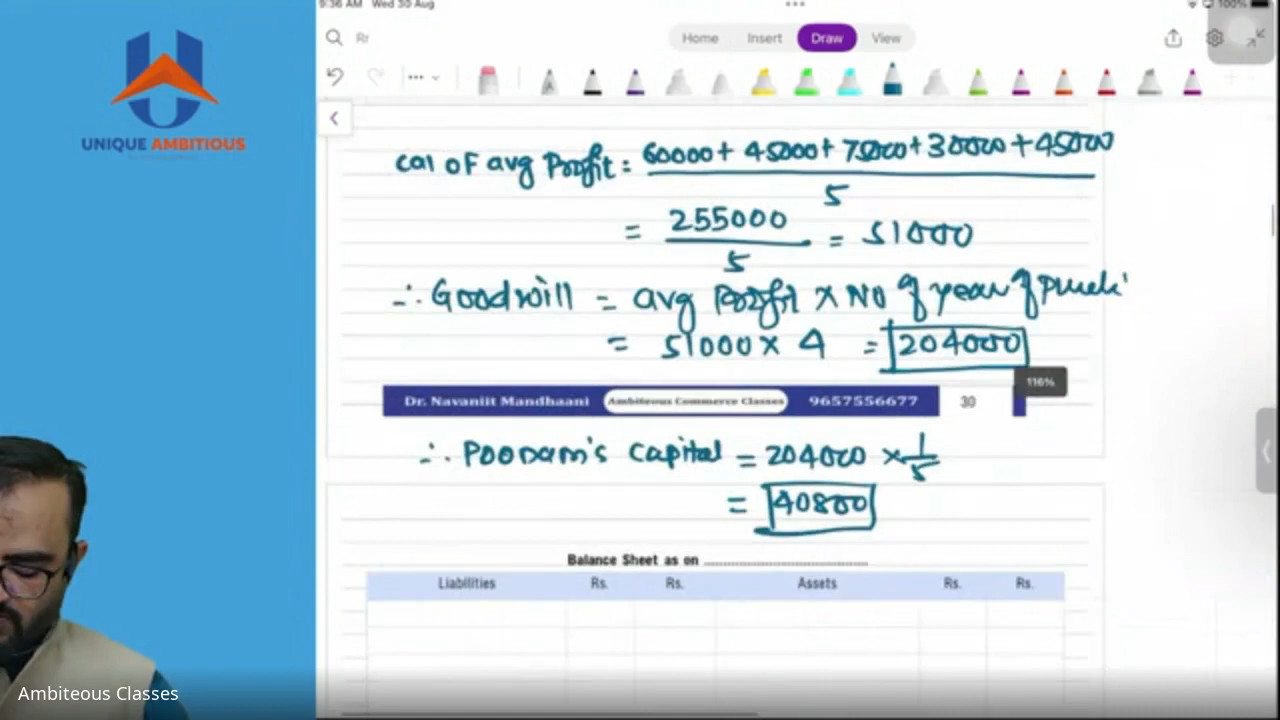 9:36 AM Wed 30 Aug
100%
Rr
Home Insert Draw View
UNIQUE AMBITIOUS
cal of avg Profit = 60000 + 45000 + 75000 + 30000 + 45000
5
= 255000 = 51000
5
∴ Goodwill = avg Profit x No of year of
= 51000 x 4 = 204000
116%
Dr. Navaniit Mandhaani Ambiteous Commerce Classes 9657556677 30
∴ Poonam's Capital = 204000 x 1/5
= 40800
Balance Sheet as on ........................................
Liabilities Rs. Rs. Assets Rs. Rs.
Ambiteous Classes